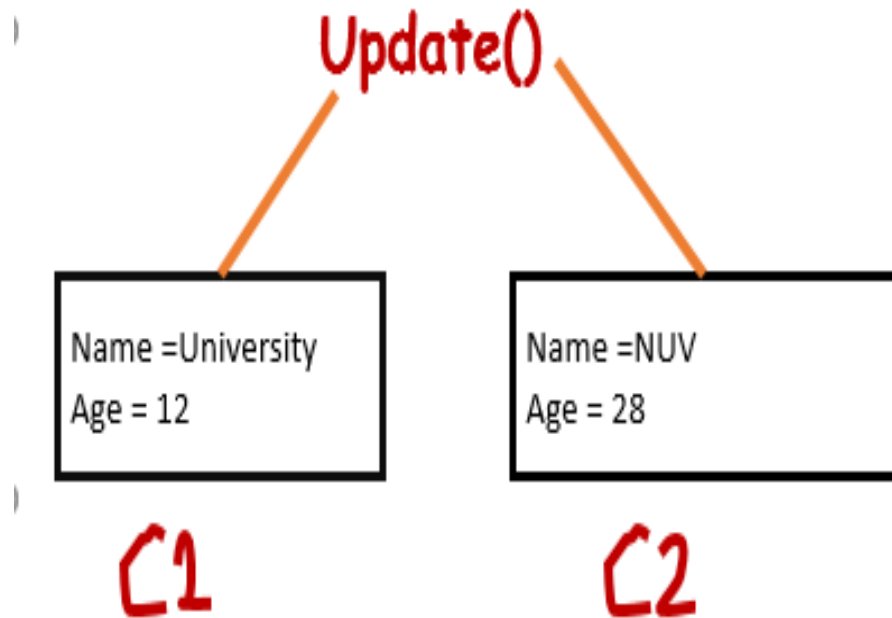 Update()
Name =University
Age = 12
Name =NUV
Age = 28
C1
C2